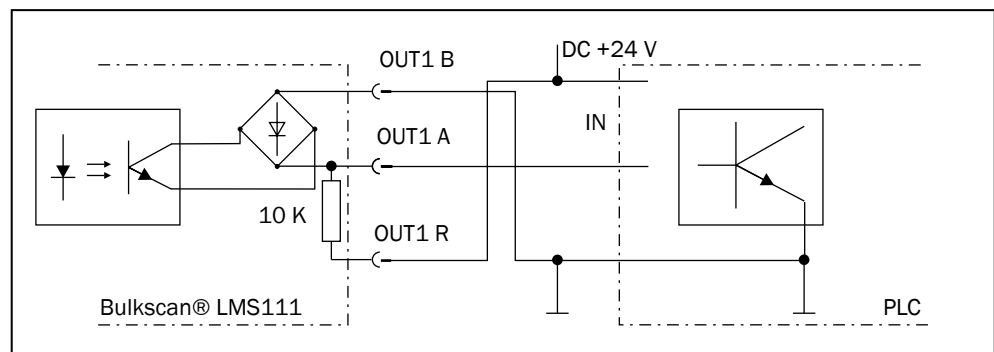 OUT1 B
DC +24 V
IN
OUT1 A
10 K
OUT1 R
Bulkscan® LMS111
PLC